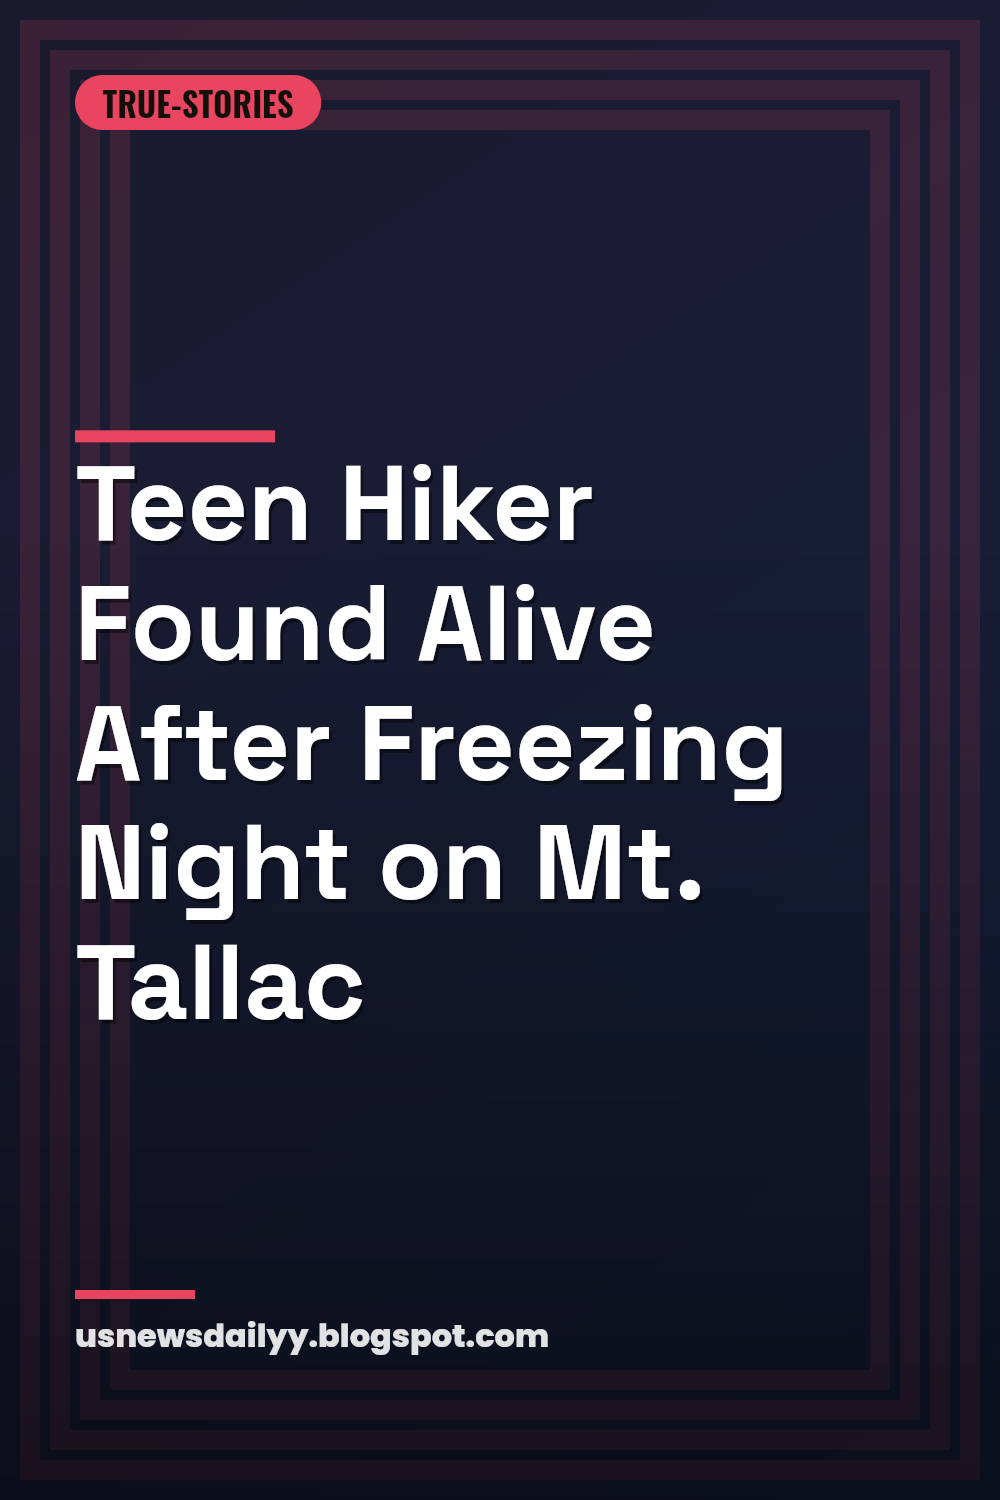 TRUE-STORIES
Teen Hiker
Found Alive
After Freezing
Night on Mt.
Tallac
usnewsdailyy.blogspot.com